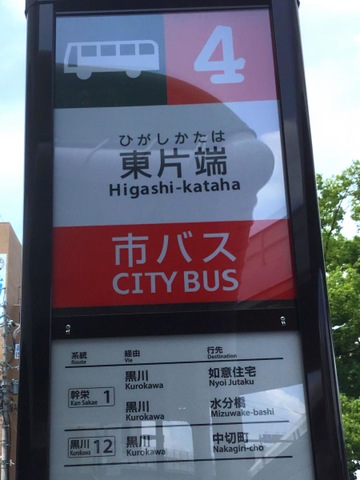 4
ひがしかたは
東片端
Higashi-kataha
市バス
CITY BUS
系統 経由 行先
Route Via Destination
黒川 如意住宅
Kurokawa Nyoi Jutaku
幹栄 1
Kan Sakae
黒川 水分橋
Kurokawa Mizuwake-bashi
黒川 12 黒川 中切町
Kurokawa Kurokawa Nakagiri-cho